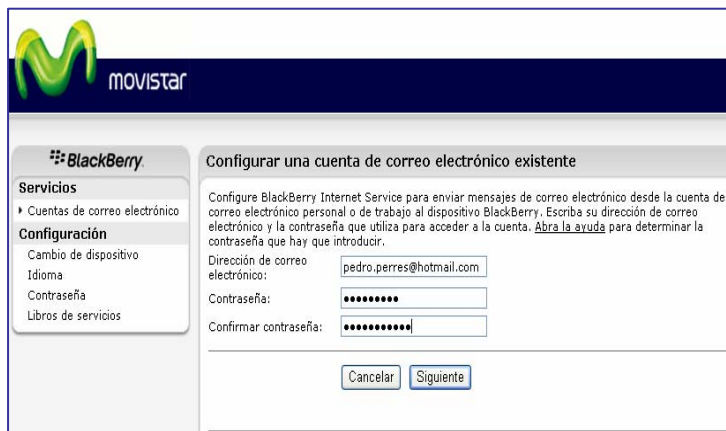 movistar
BlackBerry.
Servicios
Cuentas de correo electrónico
Configuración
Cambio de dispositivo
Idioma
Contraseña
Libros de servicios
Configurar una cuenta de correo electrónico existente
Configure BlackBerry Internet Service para enviar mensajes de correo electrónico desde la cuenta de
correo electrónico personal o de trabajo al dispositivo BlackBerry. Escriba su dirección de correo
electrónico y la contraseña que utiliza para acceder a la cuenta. Abra la ayuda para determinar la
contraseña que hay que introducir.
Dirección de correo
electrónico:
pedro.perres@hotmail.com
Contraseña:
●●●●●●●●●
Confirmar contraseña:
●●●●●●●●●●●
Cancelar
Siguiente